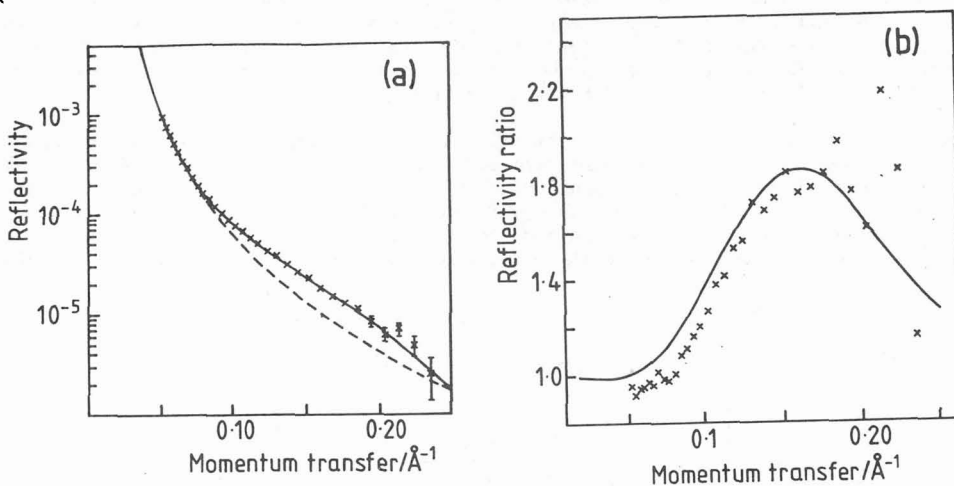 (a)
Reflectivity
10⁻³
10⁻⁴
10⁻⁵
0·10
0·20
Momentum transfer/Å⁻¹
(b)
Reflectivity ratio
2·2
1·8
1·4
1·0
0·1
0·20
Momentum transfer/Å⁻¹